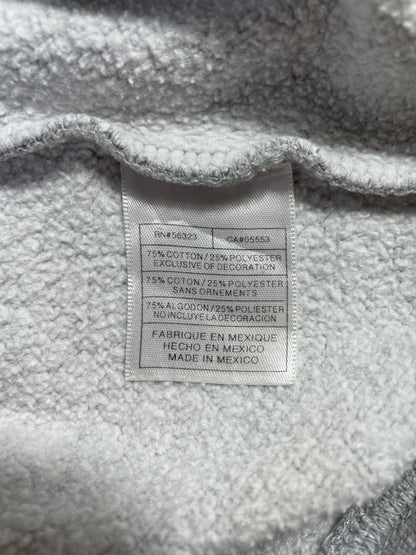 RN#56323 CA#05553
75% COTTON / 25% POLYESTER
EXCLUSIVE OF DECORATION
75% COTON / 25% POLYESTER
SANS ORNEMENTS
75% ALGODON / 25% POLIESTER
NO INCLUYE LA DECORACION
FABRIQUE EN MEXIQUE
HECHO EN MEXICO
MADE IN MEXICO